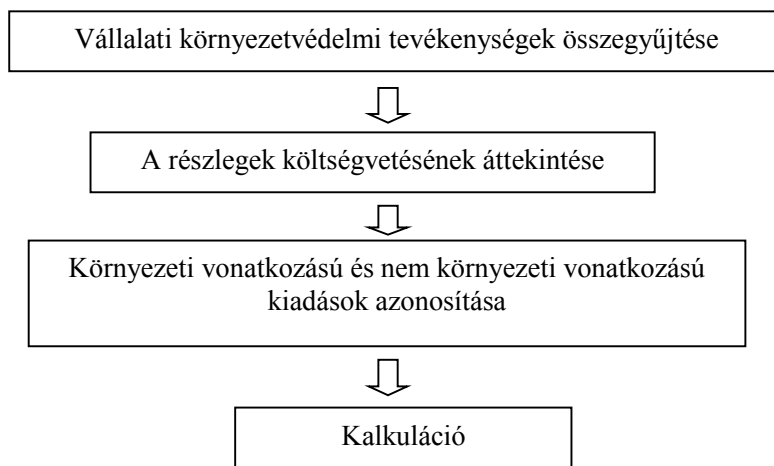 Vállalati környezetvédelmi tevékenységek összegyűjtése
A részlegek költségvetésének áttekintése
Környezeti vonatkozású és nem környezeti vonatkozású
kiadások azonosítása
Kalkuláció